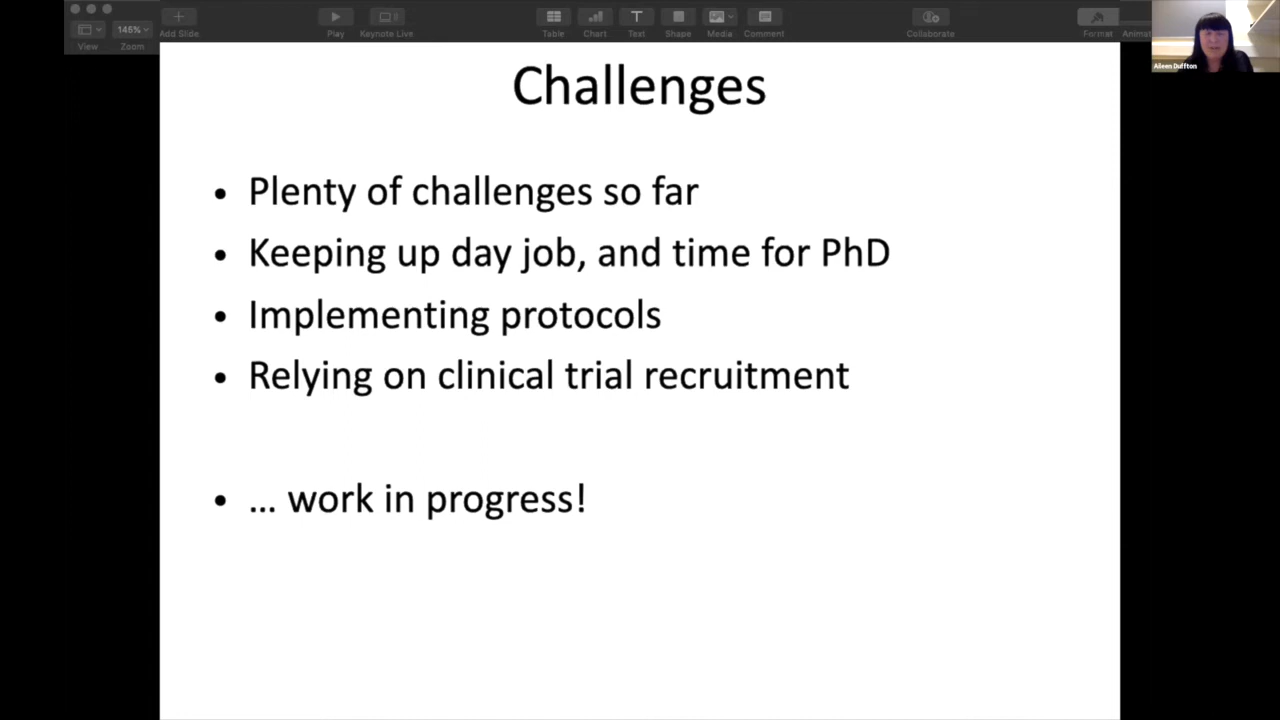 145%
View
Zoom
Add Slide
Play
Keynote Live
Table
Chart
Text
Shape
Media
Comment
Collaborate
Format
Animat
Aileen Duffton
Challenges
• Plenty of challenges so far
• Keeping up day job, and time for PhD
• Implementing protocols
• Relying on clinical trial recruitment
• ... work in progress!